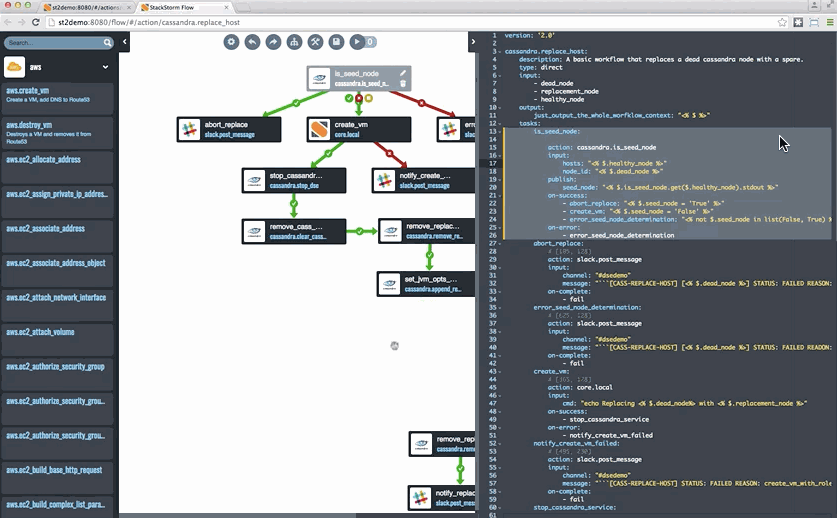 st2demo:8080/#/actions
StackStorm Flow
st2demo:8080/flow/#/action/cassandra.replace_host
Search...
aws
aws.create_vm
Create a VM, add DNS to Route53
aws.destroy_vm
Destroys a VM and removes it from
Route53
aws.ec2_allocate_address
aws.ec2_assign_private_ip_addres...
aws.ec2_associate_address
aws.ec2_associate_address_object
aws.ec2_attach_network_interface
aws.ec2_attach_volume
aws.ec2_authorize_security_group
aws.ec2_authorize_security_grou...
aws.ec2_authorize_security_grou...
aws.ec2_build_base_http_request
aws.ec2_build_complex_list_para...
0
is_seed_node
cassandra.is_seed_n...
abort_replace
slack.post_message
create_vm
core.local
erro
slack
stop_cassandr...
cassandra.stop_dse
notify_create_...
slack.post_message
remove_cass_...
cassandra.clear_cass...
remove_replac...
cassandra.remove_re...
set_jvm_opts_...
cassandra.append_re...
remove_repl
cassandra.remo
notify_replac
slack.post_mes
1 version: '2.0'
2
3 cassandra.replace_host:
4 description: A basic workflow that replaces a dead cassandra node with a spare.
5 type: direct
6 input:
7 - dead_node
8 - replacement_node
9 - healthy_node
10 output:
11 just_output_the_whole_worfklow_context: "<% $ %>"
12 tasks:
13 is_seed_node:
14
15 action: cassandra.is_seed_node
16 input:
17 hosts: "<% $.healthy_node %>"
18 node_id: "<% $.dead_node %>"
19 publish:
20 seed_node: "<% $.is_seed_node.get($.healthy_node).stdout %>"
21 on-success:
22 - abort_replace: "<% $.seed_node = 'True' %>"
23 - create_vm: "<% $.seed_node = 'False' %>"
24 - error_seed_node_determination: "<% not $.seed_node in list(False, True) %
25 on-error:
26 - error_seed_node_determination
27 abort_replace:
28 # [195, 128]
29 action: slack.post_message
30 input:
31 channel: "#dsedemo"
32 message: "```[CASS-REPLACE-HOST] [<% $.dead_node %>] STATUS: FAILED REASON:
33 on-complete:
34 - fail
35 error_seed_node_determination:
36 # [625, 128]
37 action: slack.post_message
38 input:
39 channel: "#dsedemo"
40 message: "```[CASS-REPLACE-HOST] [<% $.dead_node %>] STATUS: FAILED READON:
41 on-complete:
42 - fail
43 create_vm:
44 # [365, 128]
45 action: core.local
46 input:
47 cmd: "echo Replacing <% $.dead_node%> with <% $.replacement_node %>"
48 on-success:
49 - stop_cassandra_service
50 on-error:
51 - notify_create_vm_failed
52 notify_create_vm_failed:
53 # [495, 230]
54 action: slack.post_message
55 input:
56 channel: "#dsedemo"
57 message: "```[CASS-REPLACE-HOST] STATUS: FAILED REASON: create_vm_with_role
58 on-complete:
59 - fail
60 stop_cassandra_service:
61